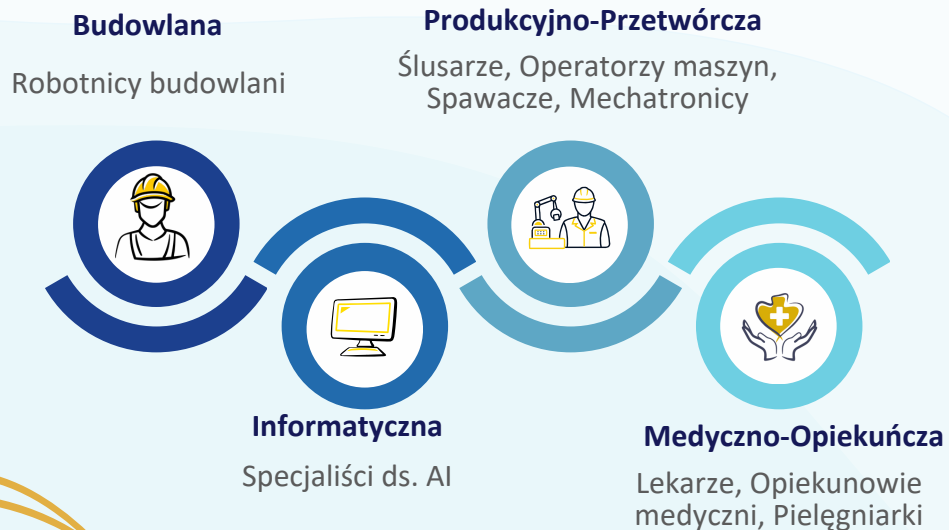 Budowlana
Robotnicy budowlani
Produkcyjno-Przetwórcza
Ślusarze, Operatorzy maszyn,
Spawacze, Mechatronicy
Informatyczna
Specjaliści ds. AI
Medyczno-Opiekuńcza
Lekarze, Opiekunowie
medyczni, Pielęgniarki